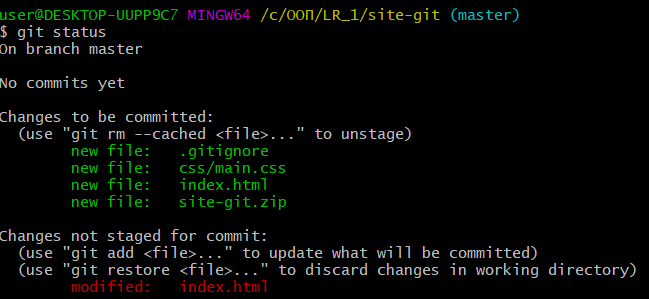 user@DESKTOP-UUPP9C7 MINGW64 /c/ООП/LR_1/site-git (master)
$ git status
On branch master

No commits yet

Changes to be committed:
  (use "git rm --cached <file>..." to unstage)
        new file:   .gitignore
        new file:   css/main.css
        new file:   index.html
        new file:   site-git.zip

Changes not staged for commit:
  (use "git add <file>..." to update what will be committed)
  (use "git restore <file>..." to discard changes in working directory)
        modified:   index.html